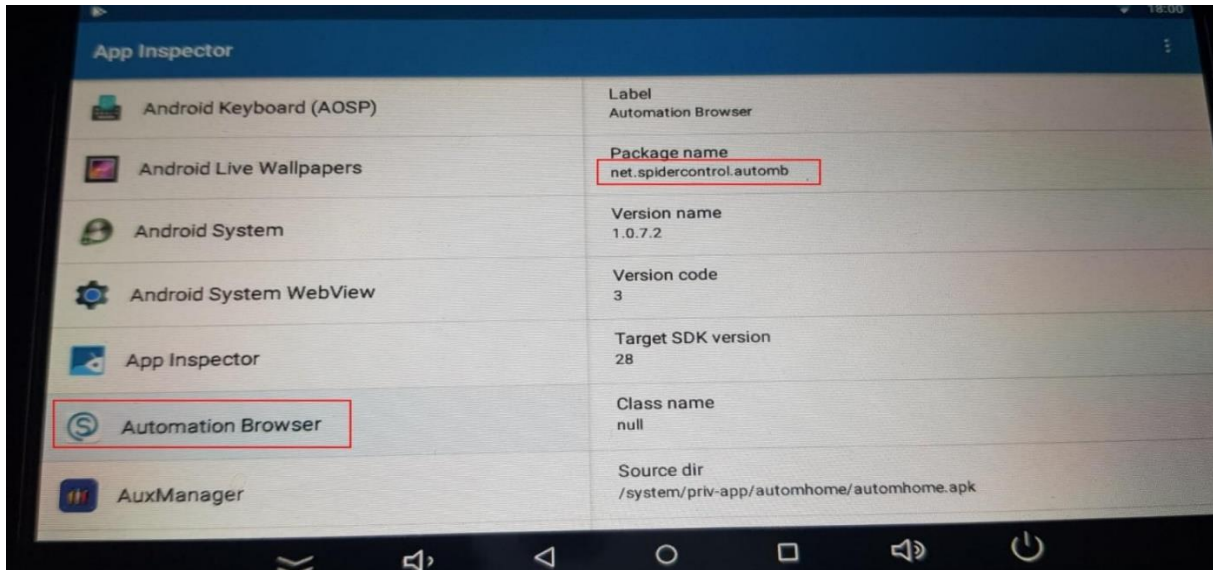 18:00
App Inspector
Android Keyboard (AOSP)
Android Live Wallpapers
Android System
Android System WebView
App Inspector
Automation Browser
AuxManager
Label
Automation Browser
Package name
net.spidercontrol.automb
Version name
1.0.7.2
Version code
3
Target SDK version
28
Class name
null
Source dir
/system/priv-app/automhome/automhome.apk